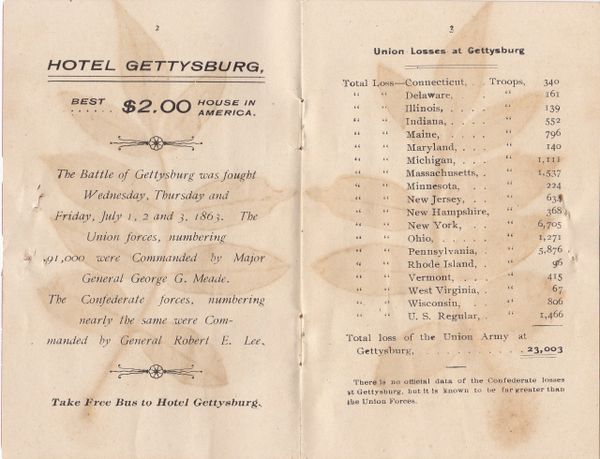 2
HOTEL GETTYSBURG,
BEST ...... $2.00 HOUSE IN AMERICA.
The Battle of Gettysburg was fought
Wednesday, Thursday and
Friday, July 1, 2 and 3, 1863. The
Union forces, numbering
91,000 were Commanded by Major
General George G. Meade.
The Confederate forces, numbering
nearly the same were Com-
manded by General Robert E. Lee.
Take Free Bus to Hotel Gettysburg.
3
Union Losses at Gettysburg
Total Loss—Connecticut, . . Troops, 340
" " Delaware, . . . " 161
" " Illinois, . . . . " 139
" " Indiana, . . . . " 552
" " Maine, . . . . " 796
" " Maryland, . . . " 140
" " Michigan, . . . " 1,111
" " Massachusetts, . . " 1,537
" " Minnesota, . . . " 224
" " New Jersey, . . . " 634
" " New Hampshire, " 368
" " New York, . . . " 6,705
" " Ohio, . . . . . " 1,271
" " Pennsylvania, . . " 5,876
" " Rhode Island, . . " 96
" " Vermont, . . . " 415
" " West Virginia, . . " 67
" " Wisconsin, . . . " 806
" " U. S. Regular, . . " 1,466
Total loss of the Union Army at
Gettysburg, . . . . . . . . . . 23,003
There is no official data of the Confederate losses
at Gettysburg, but it is known to be far greater than
the Union Forces.